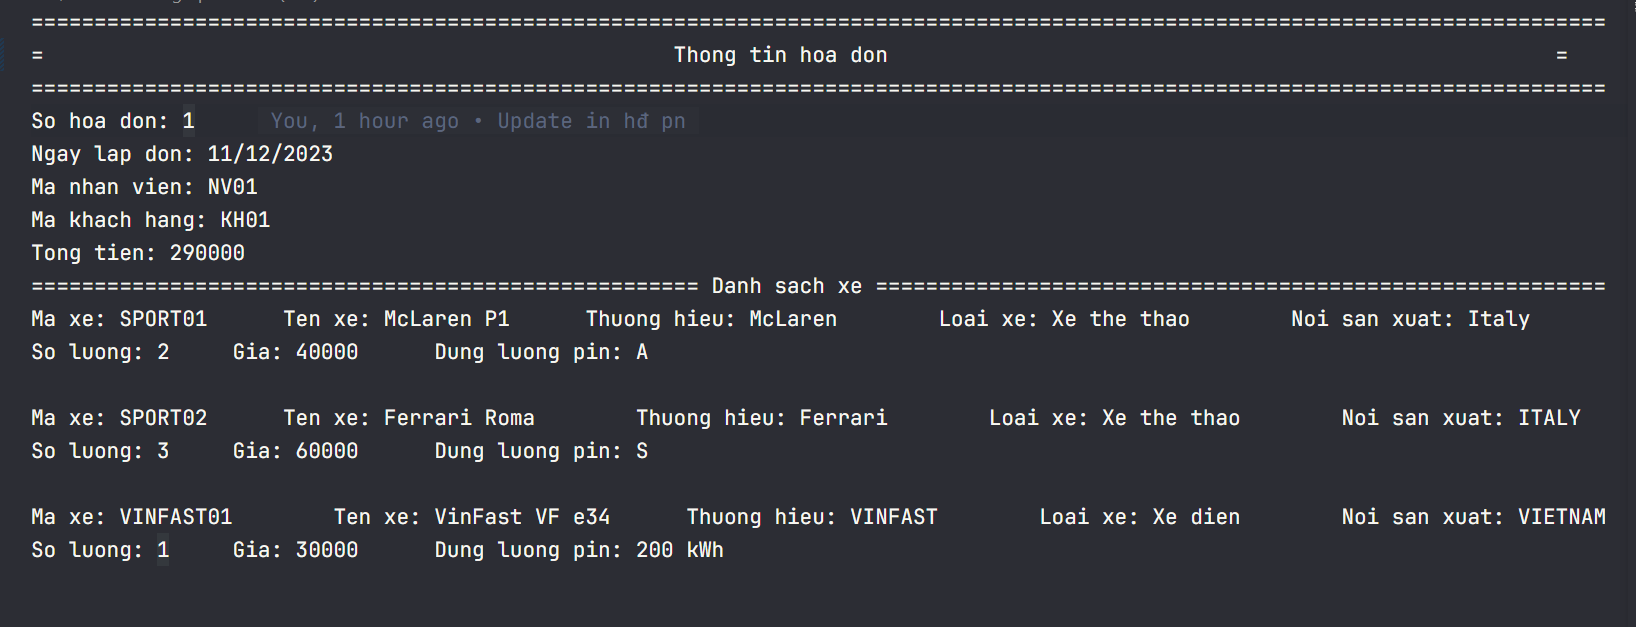 =============================================================================================================================
=                                                  Thong tin hoa don                                                     =
=============================================================================================================================
So hoa don: 1      You, 1 hour ago • Update in hđ pn
Ngay lap don: 11/12/2023
Ma nhan vien: NV01
Ma khach hang: KH01
Tong tien: 290000
===================================================== Danh sach xe ==========================================================
Ma xe: SPORT01      Ten xe: McLaren P1      Thuong hieu: McLaren        Loai xe: Xe the thao        Noi san xuat: Italy
So luong: 2     Gia: 40000      Dung luong pin: A
Ma xe: SPORT02      Ten xe: Ferrari Roma        Thuong hieu: Ferrari        Loai xe: Xe the thao        Noi san xuat: ITALY
So luong: 3     Gia: 60000      Dung luong pin: S
Ma xe: VINFAST01        Ten xe: VinFast VF e34      Thuong hieu: VINFAST        Loai xe: Xe dien        Noi san xuat: VIETNAM
So luong: 1     Gia: 30000      Dung luong pin: 200 kWh